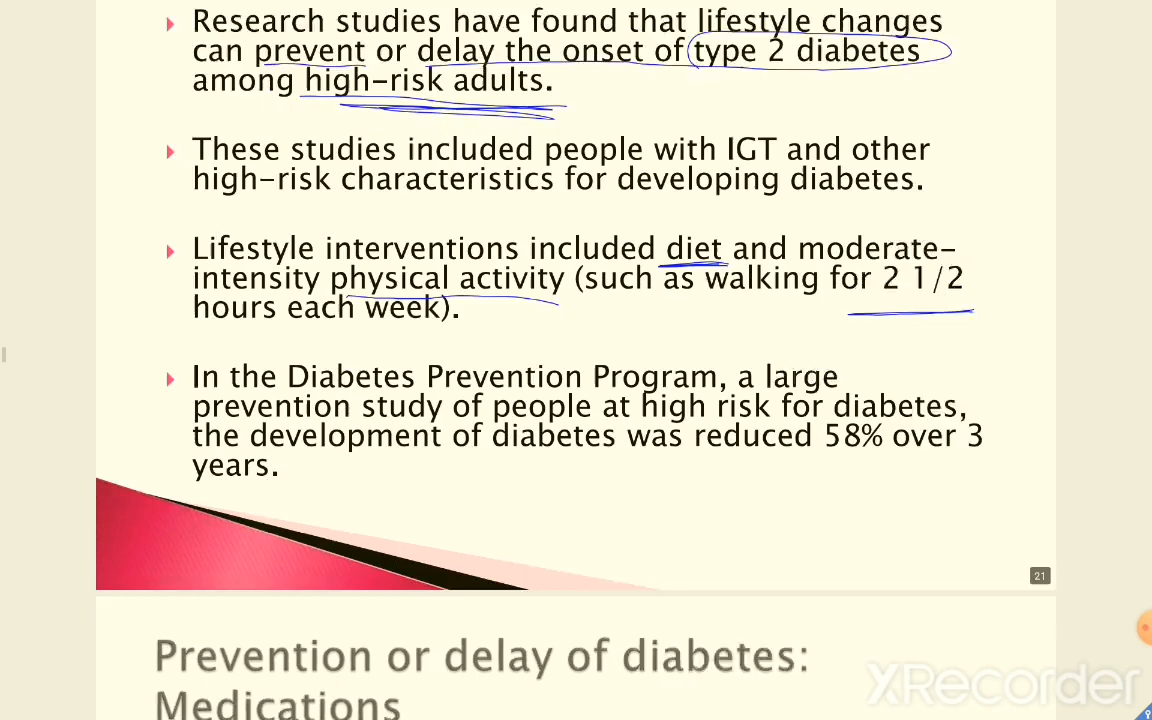 Research studies have found that lifestyle changes
can prevent or delay the onset of type 2 diabetes
among high-risk adults.
These studies included people with IGT and other
high-risk characteristics for developing diabetes.
Lifestyle interventions included diet and moderate-
intensity physical activity (such as walking for 2 1/2
hours each week).
In the Diabetes Prevention Program, a large
prevention study of people at high risk for diabetes,
the development of diabetes was reduced 58% over 3
years.
21
Prevention or delay of diabetes:
Medications
XRecorder